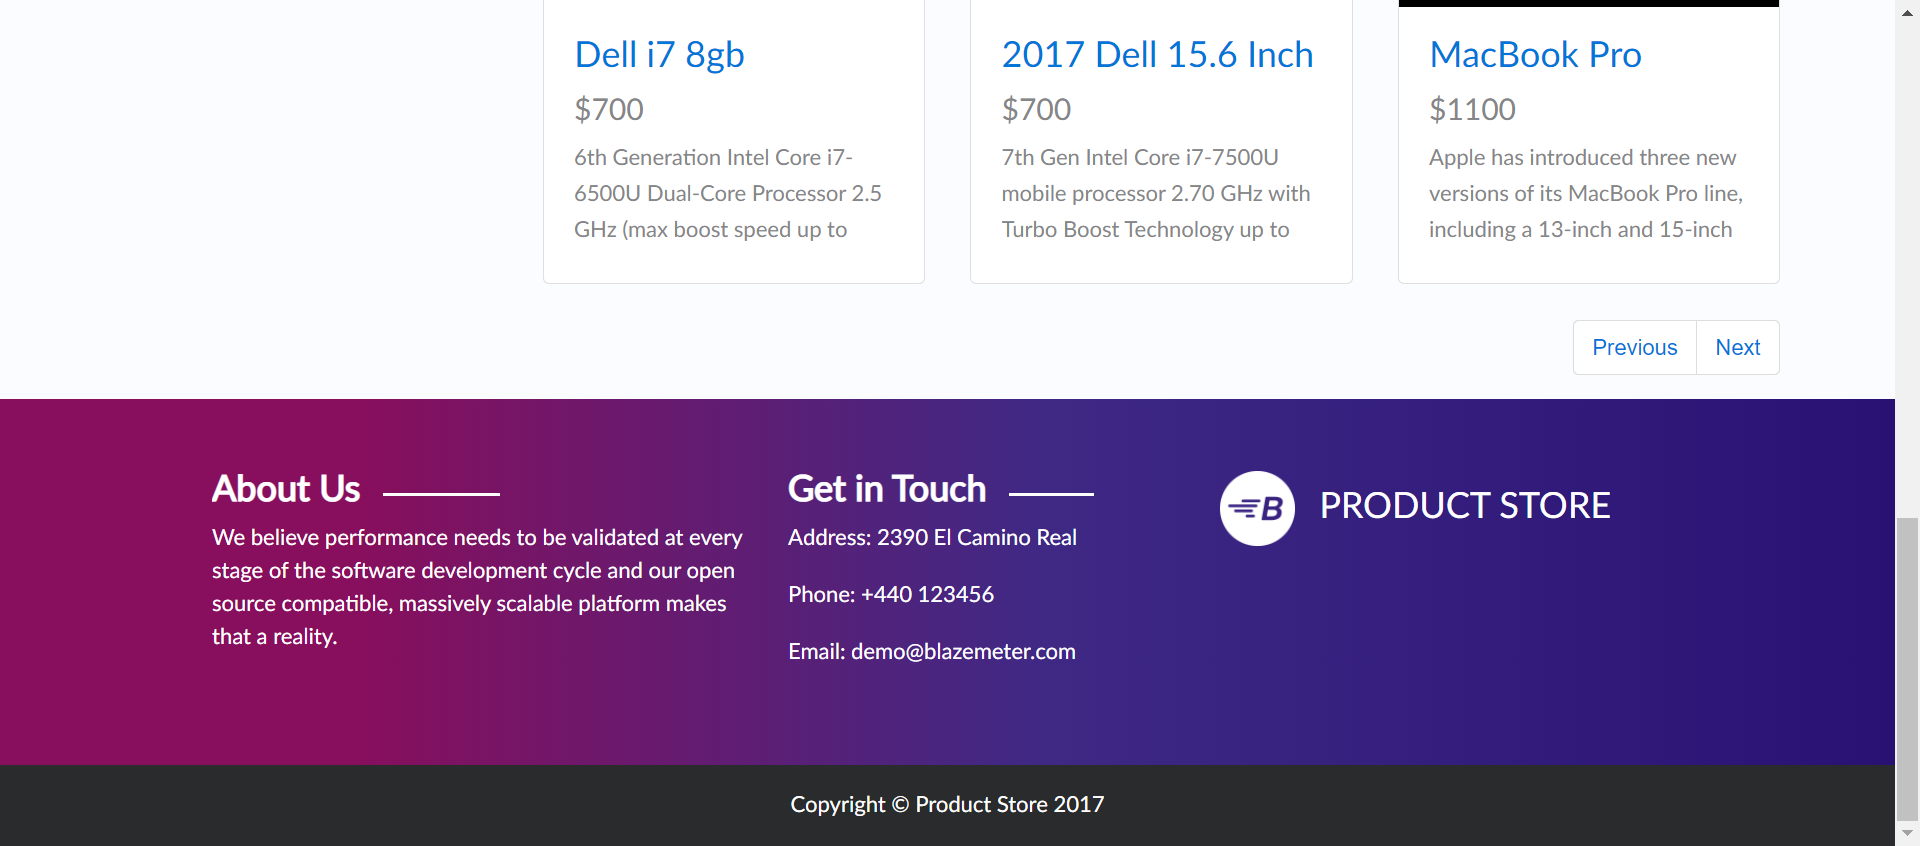 Dell i7 8gb
$700
6th Generation Intel Core i7-
6500U Dual-Core Processor 2.5
GHz (max boost speed up to
2017 Dell 15.6 Inch
$700
7th Gen Intel Core i7-7500U
mobile processor 2.70 GHz with
Turbo Boost Technology up to
MacBook Pro
$1100
Apple has introduced three new
versions of its MacBook Pro line,
including a 13-inch and 15-inch
Previous
Next
About Us
We believe performance needs to be validated at every
stage of the software development cycle and our open
source compatible, massively scalable platform makes
that a reality.
Get in Touch
Address: 2390 El Camino Real
Phone: +440 123456
Email: demo@blazemeter.com
B
PRODUCT STORE
Copyright © Product Store 2017